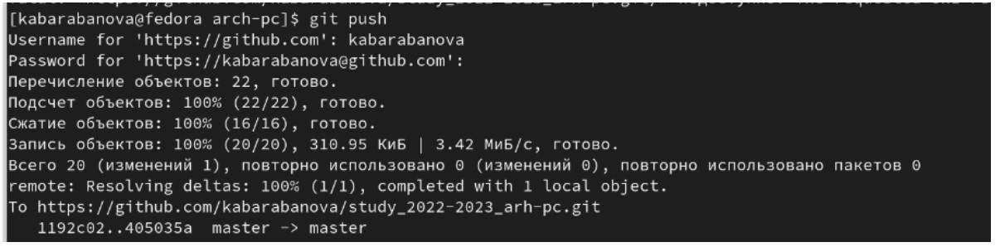 [kabarabanova@fedora arch-pc]$ git push
Username for 'https://github.com': kabarabanova
Password for 'https://kabarabanova@github.com':
Перечисление объектов: 22, готово.
Подсчет объектов: 100% (22/22), готово.
Сжатие объектов: 100% (16/16), готово.
Запись объектов: 100% (20/20), 310.95 КиБ | 3.42 МиБ/с, готово.
Всего 20 (изменений 1), повторно использовано 0 (изменений 0), повторно использовано пакетов 0
remote: Resolving deltas: 100% (1/1), completed with 1 local object.
To https://github.com/kabarabanova/study_2022-2023_arh-pc.git
   1192c02..405035a  master -> master